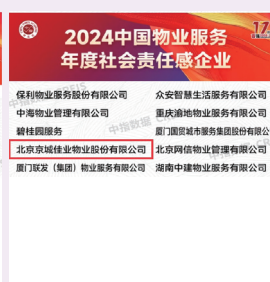 2024中国物业服务
年度社会责任感企业
保利物业服务股份有限公司
众安智慧生活服务有限公司
中海物业管理有限公司
重庆渝地物业服务有限公司
碧桂园服务
厦门国贸城市服务集团股份有限公
北京京城佳业物业股份有限公司
北京网信物业管理有限公司
厦门联发（集团）物业服务有限公司
湖南中建物业服务有限公司
中指数据